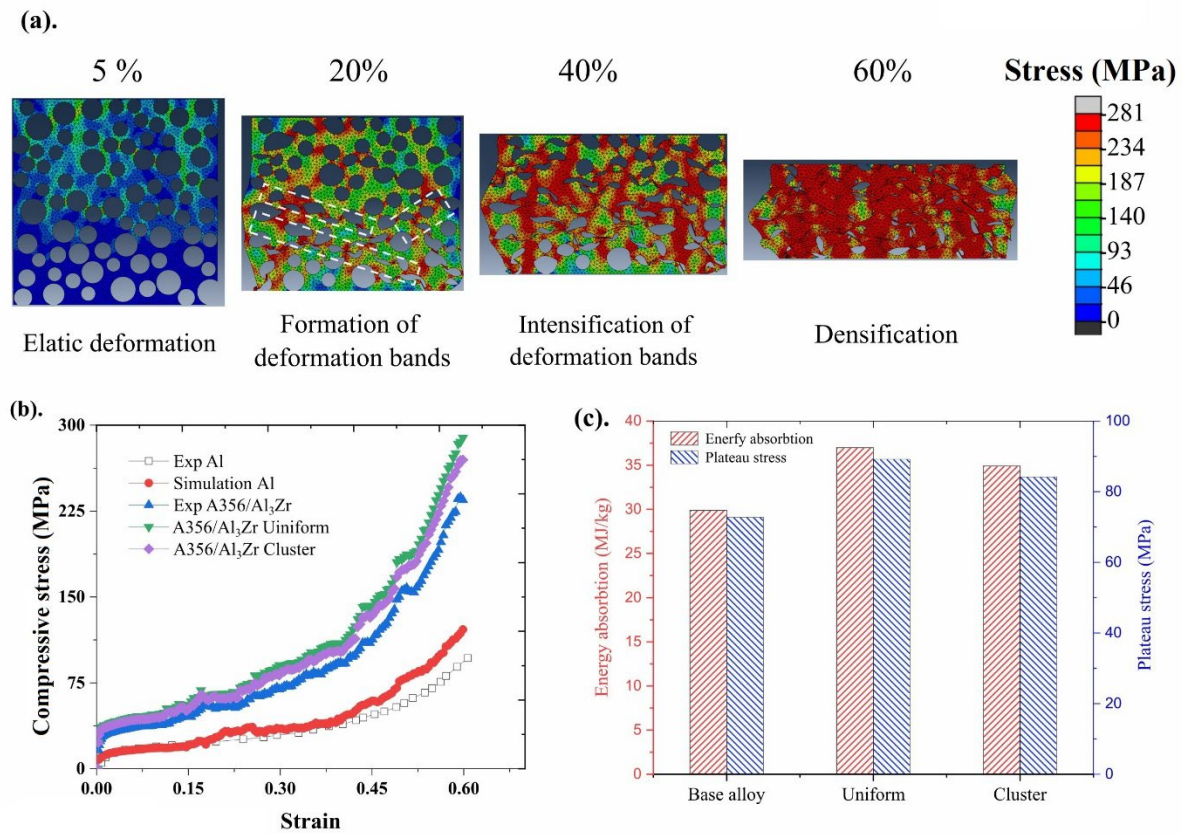 (a).
5 %
20%
40%
60%
Stress (MPa)
281
234
187
140
93
46
0
Elatic deformation
Formation of
deformation bands
Intensification of
deformation bands
Densification
(b).
300
225
150
75
0
Compressive stress (MPa)
Exp Al
Simulation Al
Exp A356/Al₃Zr
A356/Al₃Zr Uiniform
A356/Al₃Zr Cluster
0.00
0.15
0.30
0.45
0.60
Strain
(c).
40
35
30
25
20
15
10
5
0
Energy absorbtion (MJ/kg)
Enerfy absorbtion
Plateau stress
100
80
60
40
20
0
Plateau stress (MPa)
Base alloy
Uniform
Cluster